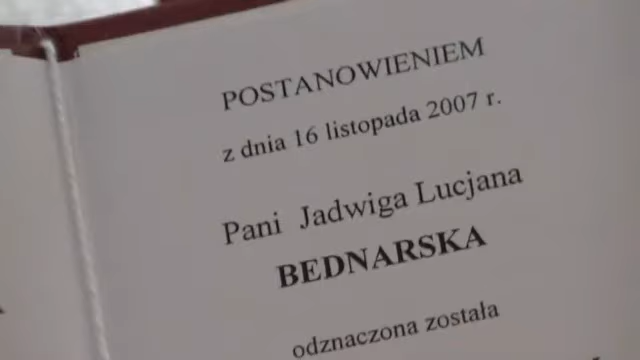 POSTANOWIENIEM
z dnia 16 listopada 2007 r.
Pani Jadwiga Lucjana
BEDNARSKA
odznaczona została